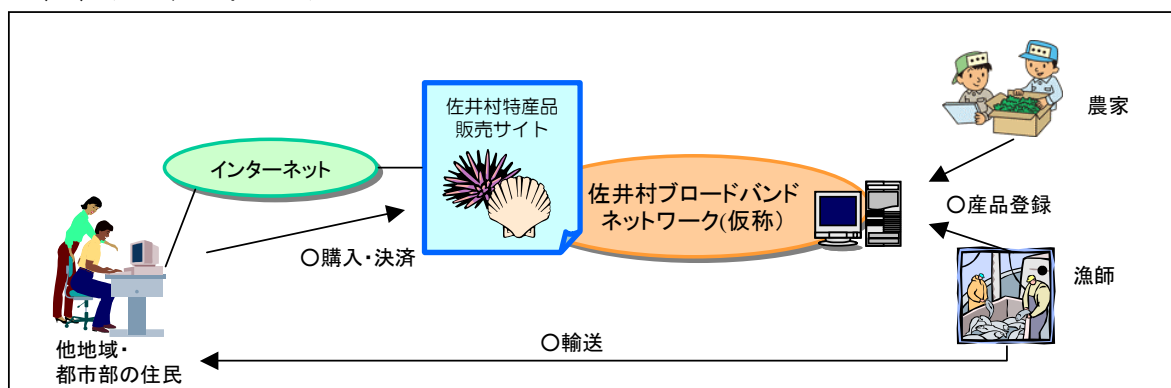 佐井村特産品
販売サイト
農家
インターネット
佐井村ブロードバンド
ネットワーク(仮称)
〇産品登録
〇購入・決済
漁師
〇輸送
他地域・
都市部の住民